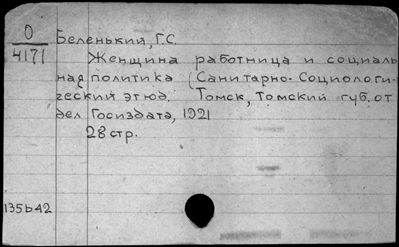 0
4171
Беленький, Г.С.
Женщина работница и социаль
ная политика (Санитарно-Социологи-
ческий этюд. Томск, Томский губ. от
дел Госиздата, 1921
28 стр.
135642